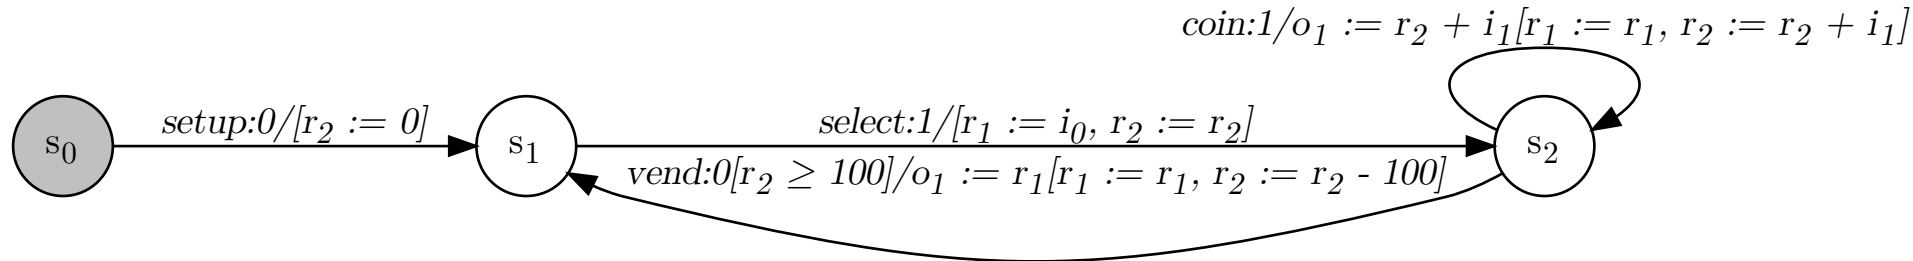 coin:1/o₁ := r₂ + i₁[r₁ := r₁, r₂ := r₂ + i₁]
setup:0/[r₂ := 0]
select:1/[r₁ := i₀, r₂ := r₂]
s₀
s₁
s₂
vend:0[r₂ ≥ 100]/o₁ := r₁[r₁ := r₁, r₂ := r₂ - 100]